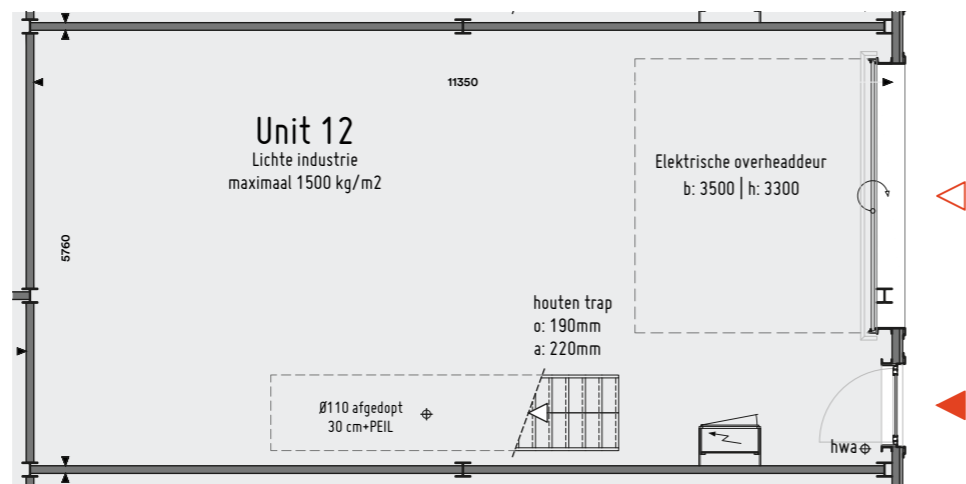 11350
Unit 12
Lichte industrie
maximaal 1500 kg/m2
Elektrische overheaddeur
b: 3500 | h: 3300
5760
houten trap
o: 190mm
a: 220mm
Ø110 afgedopt
30 cm+PEIL
hwa